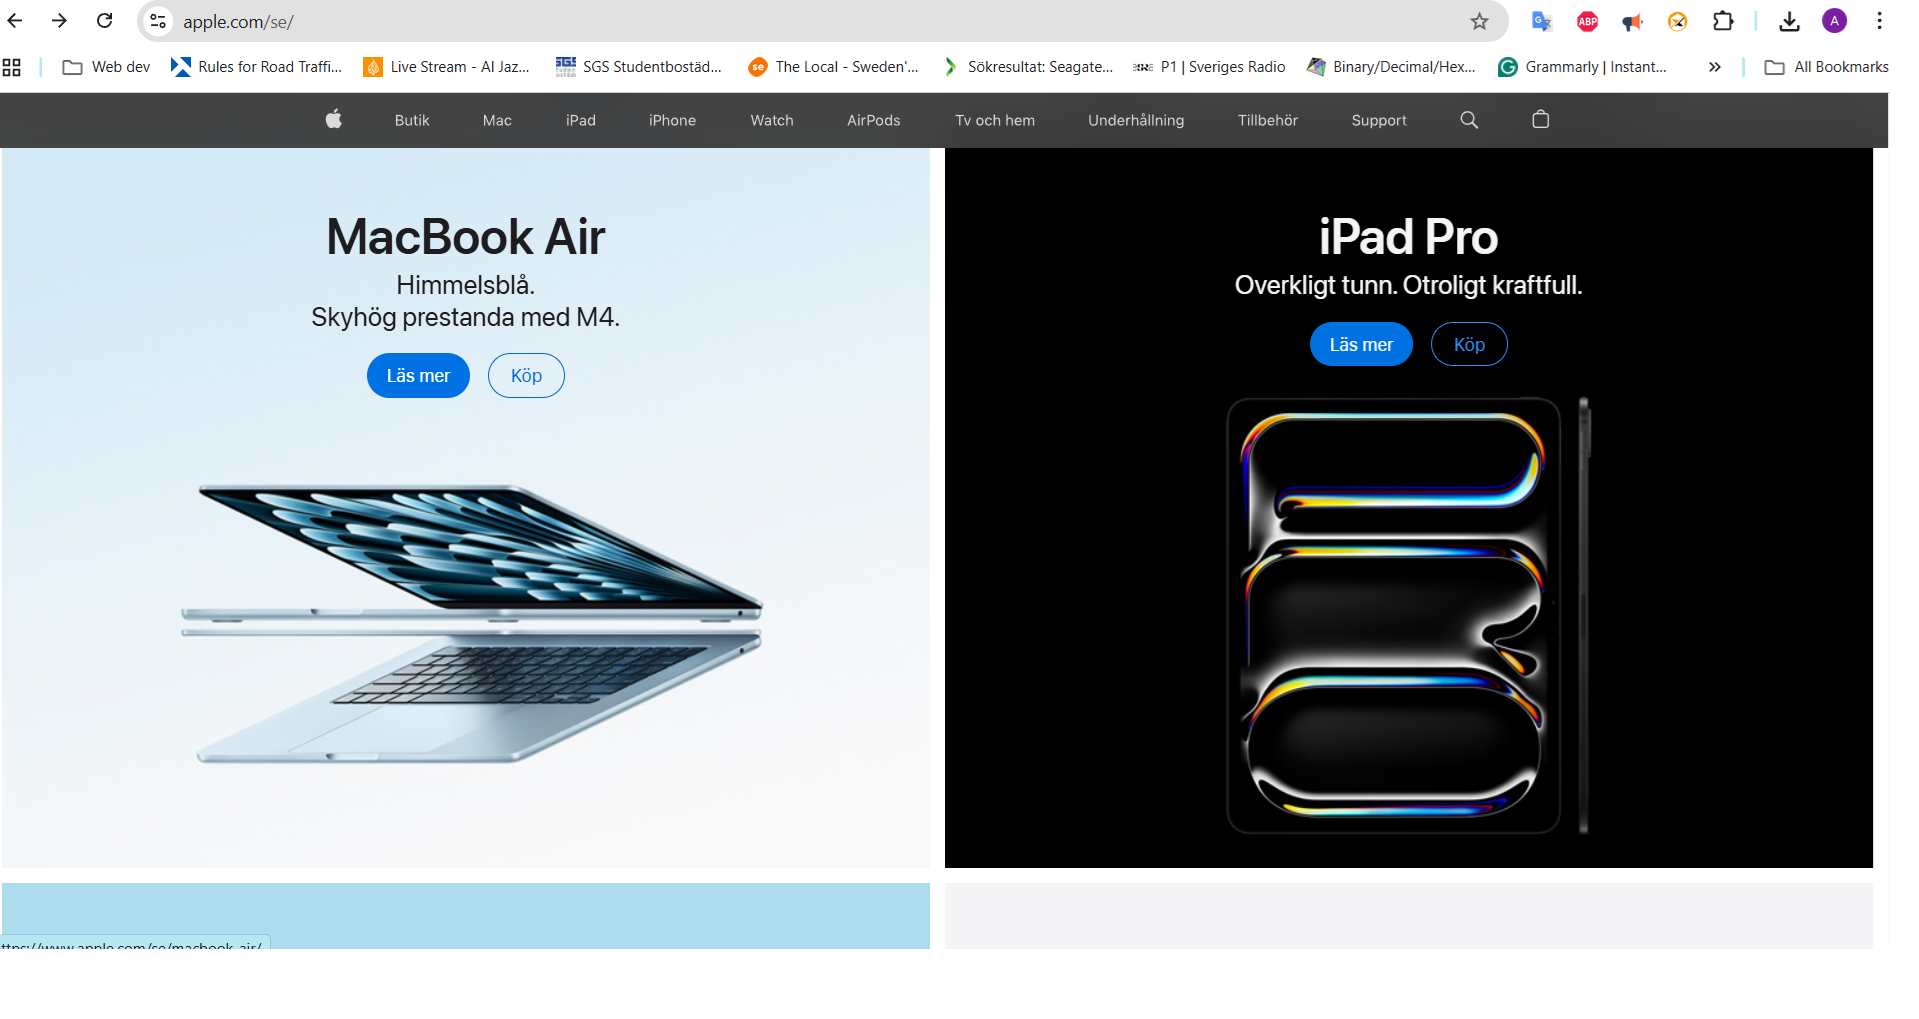 apple.com/se/
ABP
A
Web dev
Rules for Road Traffi...
Live Stream - Al Jaz...
SGS
SGS Studentbostäd...
se
The Local - Sweden'...
Sökresultat: Seagate...
P1 | Sveriges Radio
Binary/Decimal/Hex...
G
Grammarly | Instant...
»
All Bookmarks
Butik
Mac
iPad
iPhone
Watch
AirPods
Tv och hem
Underhållning
Tillbehör
Support
MacBook Air
Himmelsblå.
Skyhög prestanda med M4.
Läs mer
Köp
iPad Pro
Overkligt tunn. Otroligt kraftfull.
Läs mer
Köp
ttps://www.apple.com/se/macbook-air/